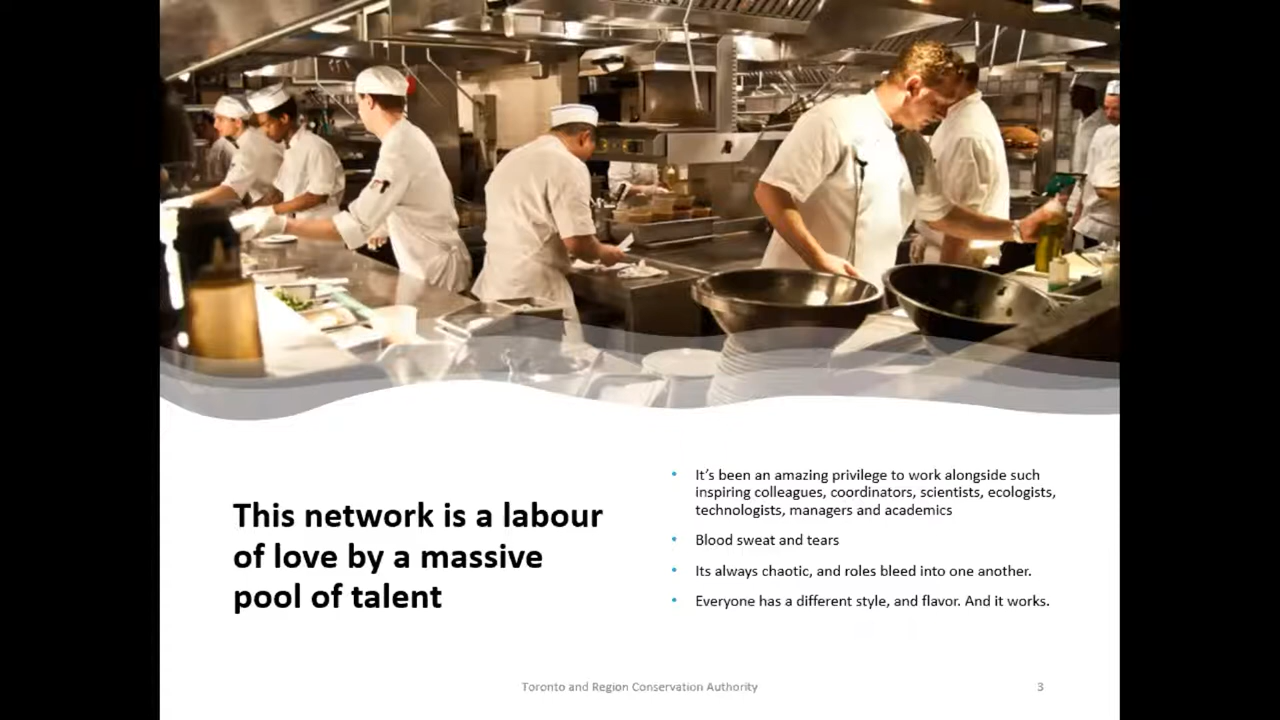 This network is a labour
of love by a massive
pool of talent
• It’s been an amazing privilege to work alongside such
inspiring colleagues, coordinators, scientists, ecologists,
technologists, managers and academics
• Blood sweat and tears
• Its always chaotic, and roles bleed into one another.
• Everyone has a different style, and flavor. And it works.
Toronto and Region Conservation Authority
3